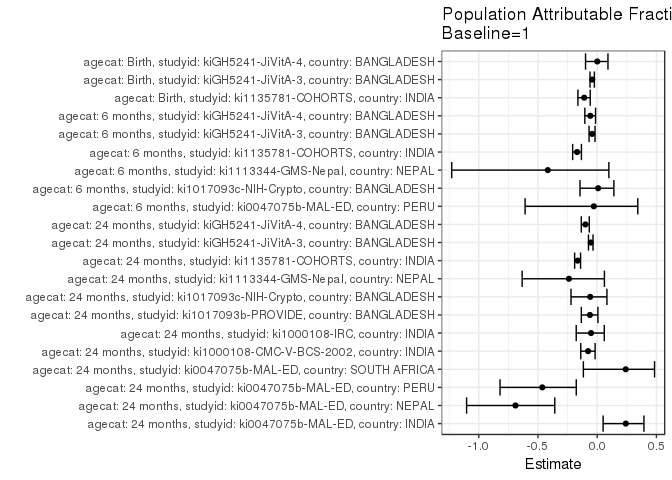 Population Attributable Fracti
Baseline=1
agecat: Birth, studyid: kiGH5241-JiVitA-4, country: BANGLADESH
agecat: Birth, studyid: kiGH5241-JiVitA-3, country: BANGLADESH
agecat: Birth, studyid: ki1135781-COHORTS, country: INDIA
agecat: 6 months, studyid: kiGH5241-JiVitA-4, country: BANGLADESH
agecat: 6 months, studyid: kiGH5241-JiVitA-3, country: BANGLADESH
agecat: 6 months, studyid: ki1135781-COHORTS, country: INDIA
agecat: 6 months, studyid: ki1113344-GMS-Nepal, country: NEPAL
agecat: 6 months, studyid: ki1017093c-NIH-Crypto, country: BANGLADESH
agecat: 6 months, studyid: ki0047075b-MAL-ED, country: PERU
agecat: 24 months, studyid: kiGH5241-JiVitA-4, country: BANGLADESH
agecat: 24 months, studyid: kiGH5241-JiVitA-3, country: BANGLADESH
agecat: 24 months, studyid: ki1135781-COHORTS, country: INDIA
agecat: 24 months, studyid: ki1113344-GMS-Nepal, country: NEPAL
agecat: 24 months, studyid: ki1017093c-NIH-Crypto, country: BANGLADESH
agecat: 24 months, studyid: ki1017093b-PROVIDE, country: BANGLADESH
agecat: 24 months, studyid: ki1000108-IRC, country: INDIA
agecat: 24 months, studyid: ki1000108-CMC-V-BCS-2002, country: INDIA
agecat: 24 months, studyid: ki0047075b-MAL-ED, country: SOUTH AFRICA
agecat: 24 months, studyid: ki0047075b-MAL-ED, country: PERU
agecat: 24 months, studyid: ki0047075b-MAL-ED, country: NEPAL
agecat: 24 months, studyid: ki0047075b-MAL-ED, country: INDIA
-1.0 -0.5 0.0 0.5
Estimate